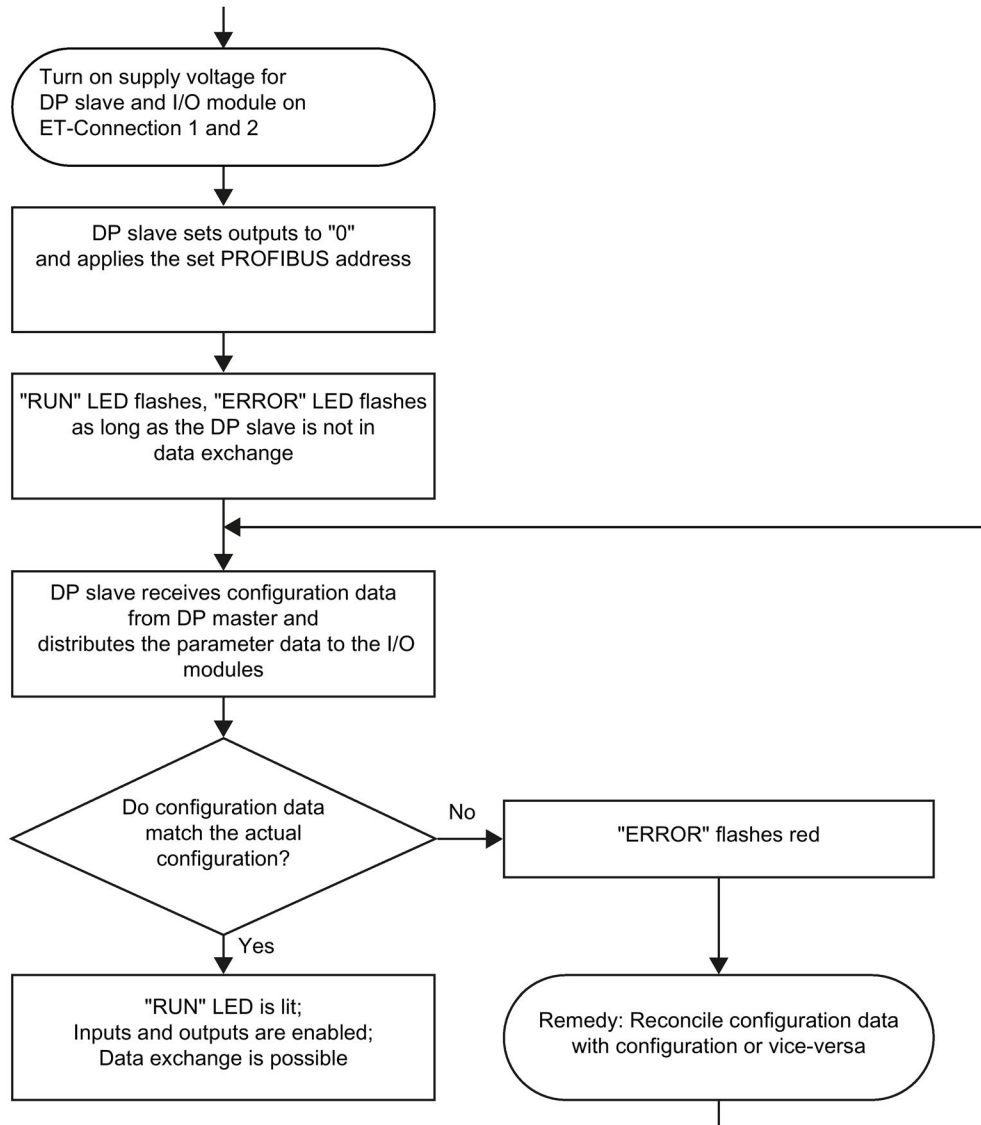 Turn on supply voltage for
DP slave and I/O module on
ET-Connection 1 and 2
DP slave sets outputs to "0"
and applies the set PROFIBUS address
"RUN" LED flashes, "ERROR" LED flashes
as long as the DP slave is not in
data exchange
DP slave receives configuration data
from DP master and
distributes the parameter data to the I/O
modules
Do configuration data
match the actual
configuration?
No
"ERROR" flashes red
Yes
"RUN" LED is lit;
Inputs and outputs are enabled;
Data exchange is possible
Remedy: Reconcile configuration data
with configuration or vice-versa